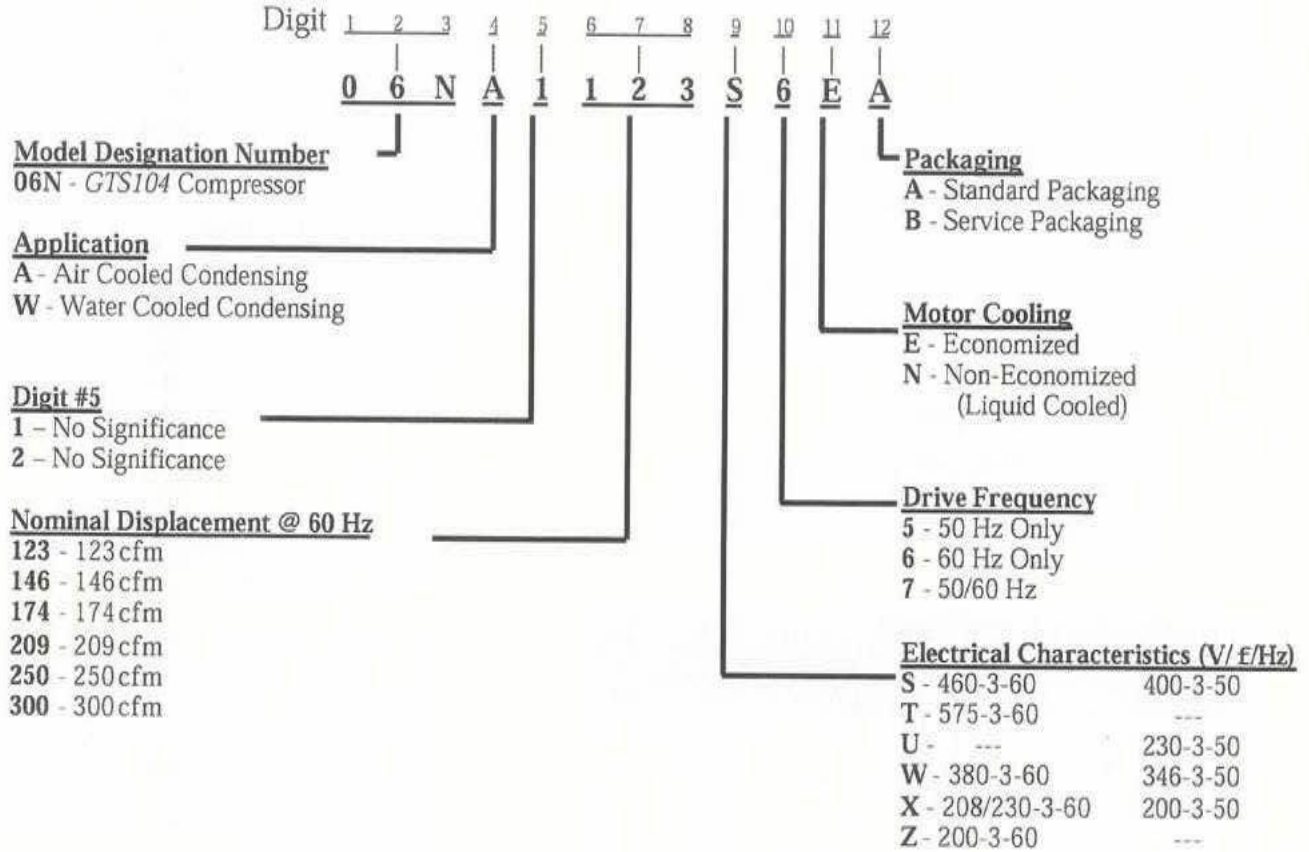 Digit 1 2 3 4 5 6 7 8 9 10 11 12
0 6 N A 1 1 2 3 S 6 E A
Model Designation Number
06N - GTS104 Compressor
Application
A - Air Cooled Condensing
W - Water Cooled Condensing
Digit #5
1 – No Significance
2 – No Significance
Nominal Displacement @ 60 Hz
123 - 123 cfm
146 - 146 cfm
174 - 174 cfm
209 - 209 cfm
250 - 250 cfm
300 - 300 cfm
Packaging
A - Standard Packaging
B - Service Packaging
Motor Cooling
E - Economized
N - Non-Economized
(Liquid Cooled)
Drive Frequency
5 - 50 Hz Only
6 - 60 Hz Only
7 - 50/60 Hz
Electrical Characteristics (V/ f/Hz)
S - 460-3-60 400-3-50
T - 575-3-60 ---
U - --- 230-3-50
W - 380-3-60 346-3-50
X - 208/230-3-60 200-3-50
Z - 200-3-60 ---